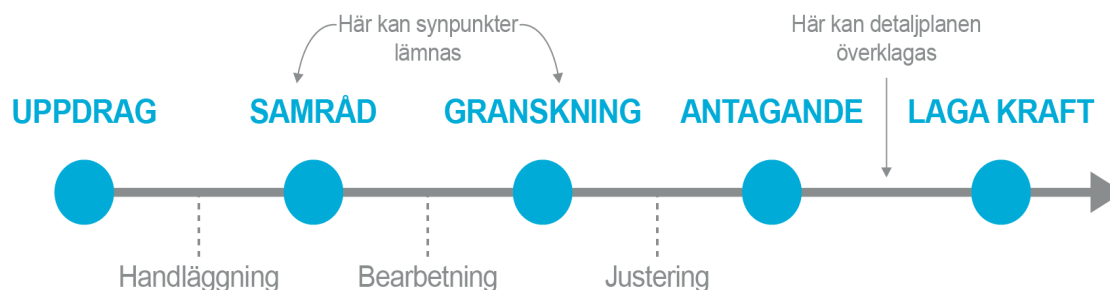 Här kan synpunkter
lämnas
Här kan detaljplanen
överklagas
UPPDRAG
SAMRÅD
GRANSKNING
ANTAGANDE
LAGA KRAFT
Handläggning
Bearbetning
Justering